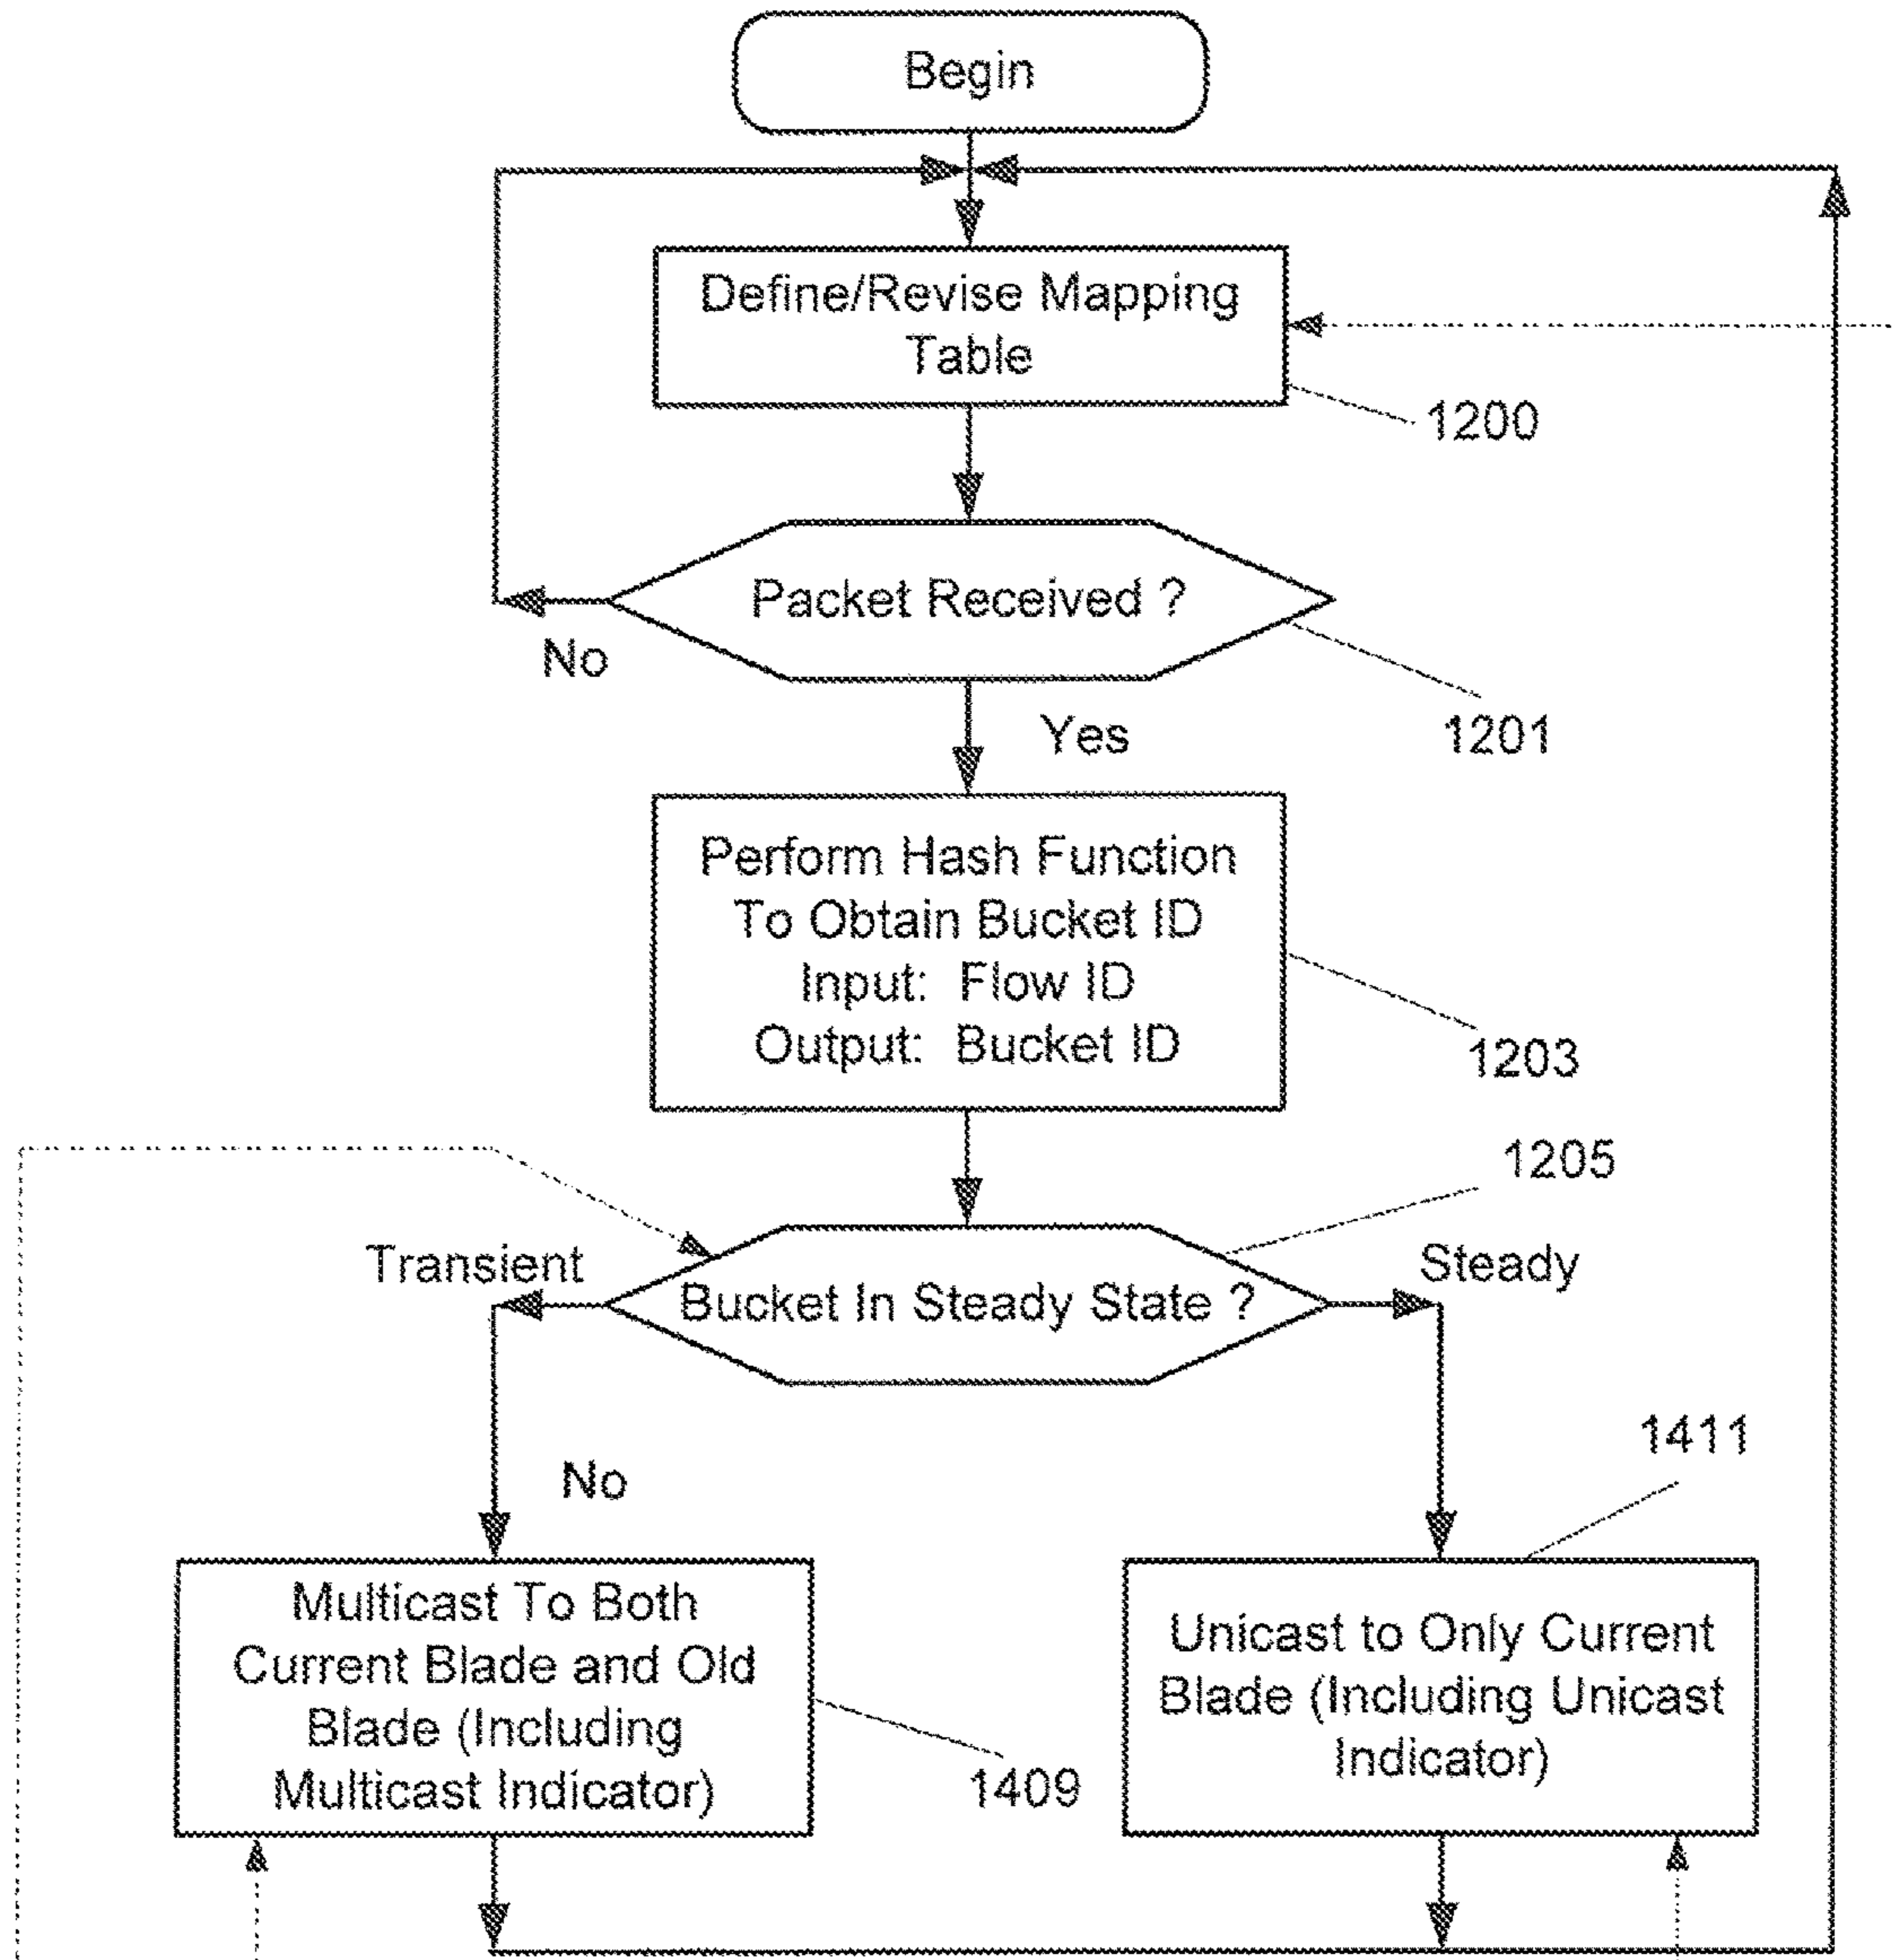 Begin
Define/Revise Mapping
Table
1200
Packet Received ?
No
1201
Yes
Perform Hash Function
To Obtain Bucket ID
Input: Flow ID
Output: Bucket ID
1203
1205
Transient
Steady
Bucket In Steady State ?
1411
No
Multicast To Both
Current Blade and Old
Blade (Including
Multicast Indicator)
1409
Unicast to Only Current
Blade (Including Unicast
Indicator)